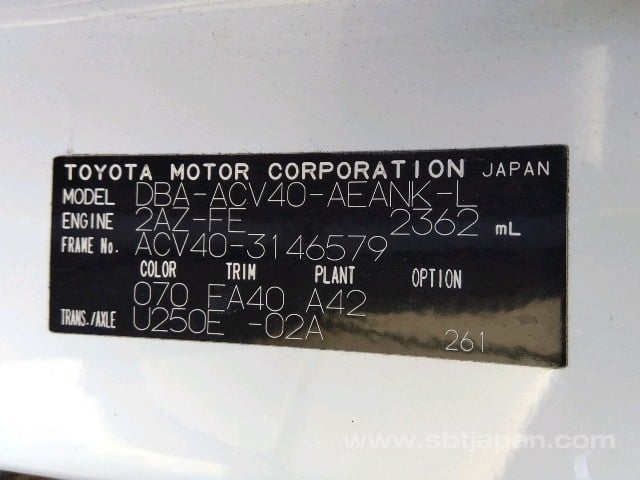 TOYOTA MOTOR CORPORATION JAPAN
MODEL DBA-ACV40-AEANK-L
ENGINE 2AZ-FE 2362 mL
FRAME No. ACV40-3146579
COLOR TRIM PLANT OPTION
070 FA40 A42
TRANS./AXLE U250E -02A
261
www.sbtjapan.com